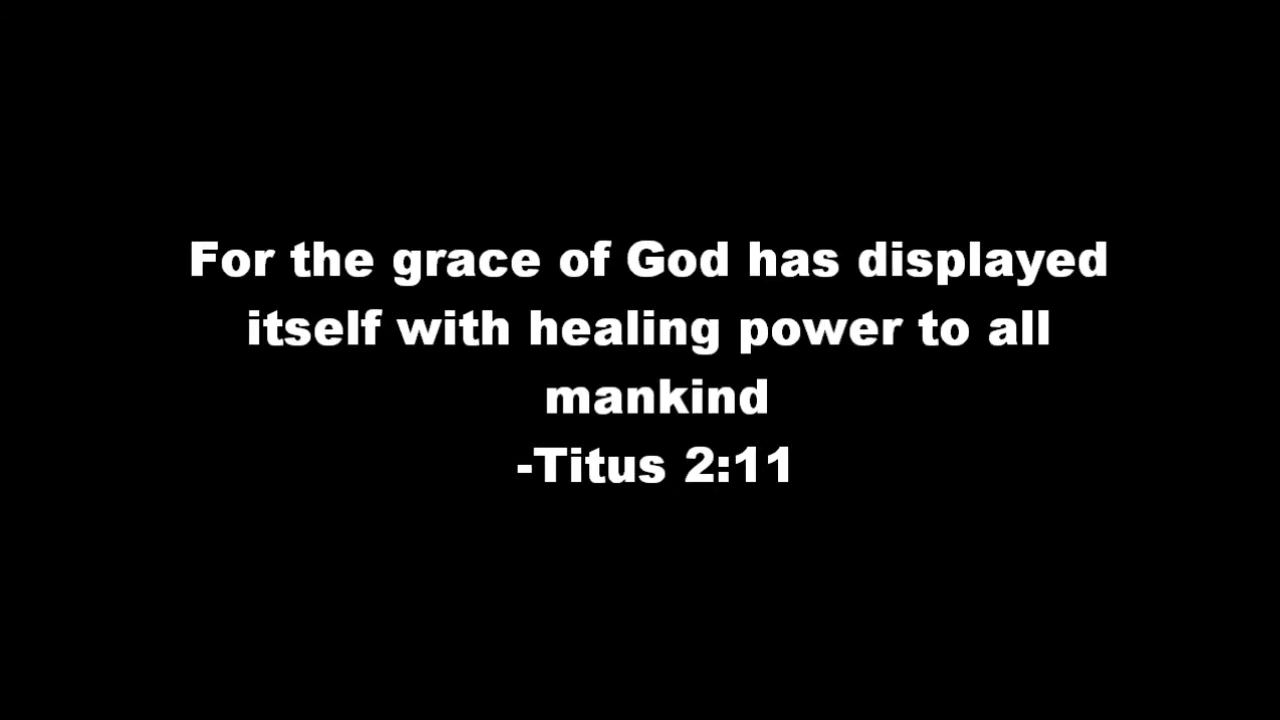 For the grace of God has displayed
itself with healing power to all
mankind
-Titus 2:11